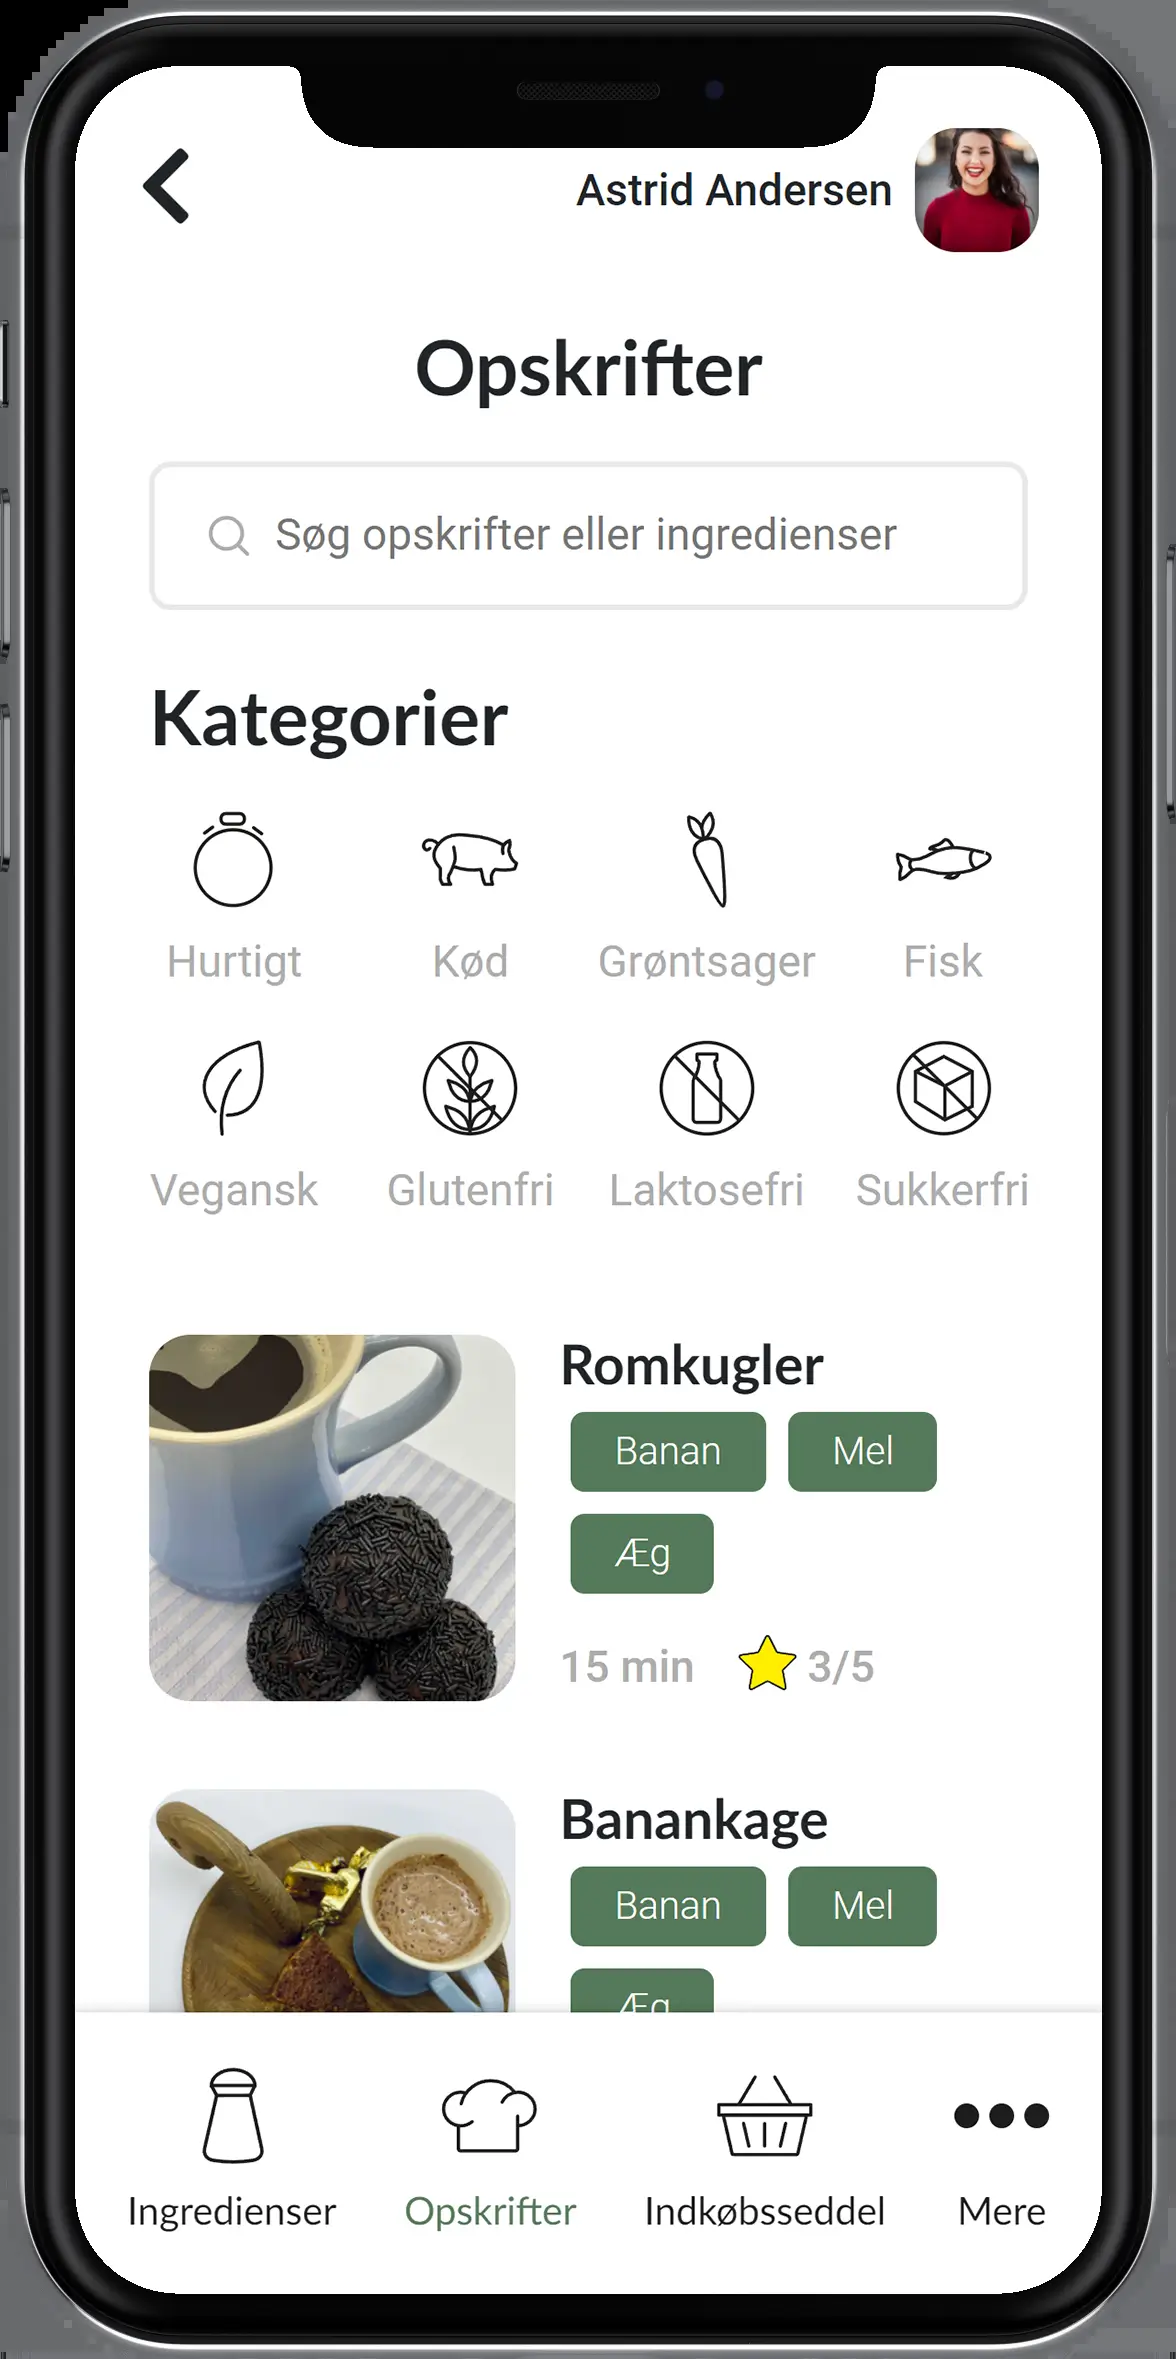 Astrid Andersen
Opskrifter
Søg opskrifter eller ingredienser
Kategorier
Hurtigt Kød Grøntsager Fisk
Vegansk Glutenfri Laktosefri Sukkerfri
Romkugler
Banan Mel
Æg
15 min 3/5
Banankage
Banan Mel
Æg
Ingredienser Opskrifter Indkøbsseddel Mere